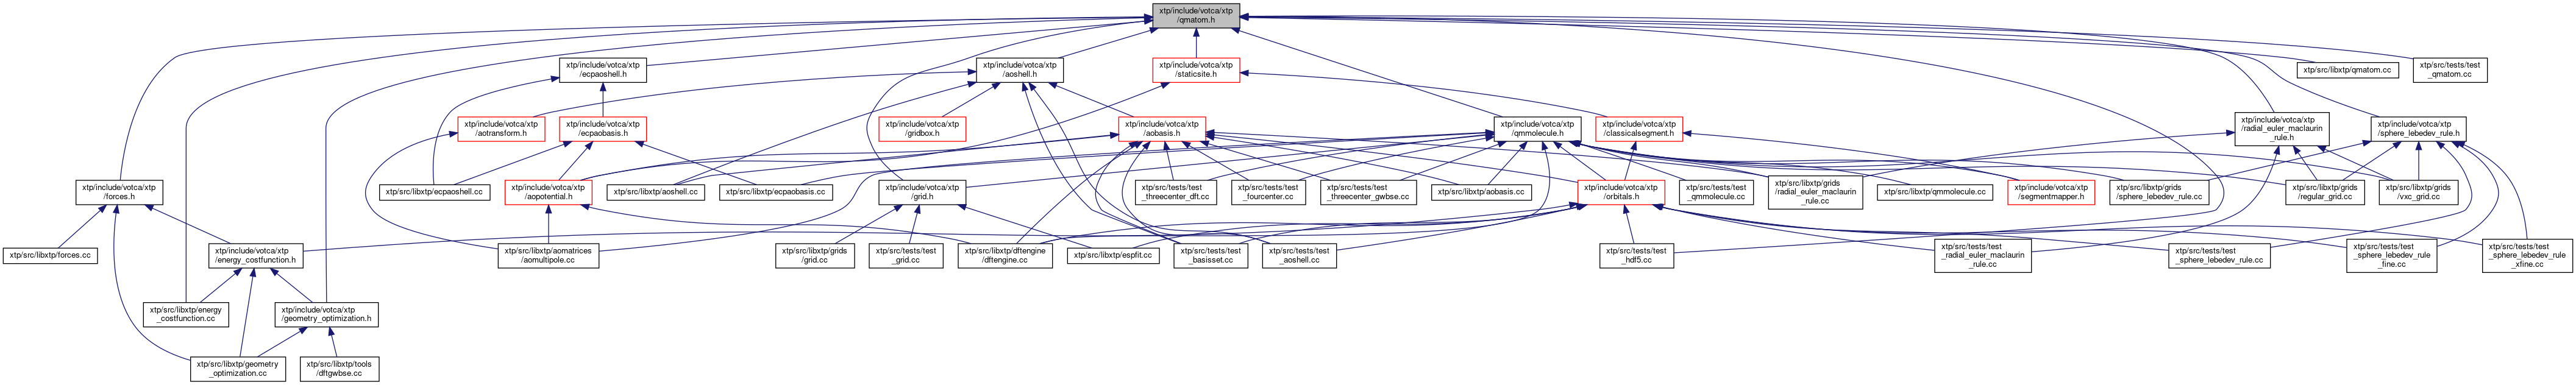 xtp/include/votca/xtp
/qmatom.h
xtp/include/votca/xtp
/ecpaoshell.h
xtp/include/votca/xtp
/aoshell.h
xtp/include/votca/xtp
/staticsite.h
xtp/src/libxtp/qmatom.cc
xtp/src/tests/test
_qmatom.cc
xtp/include/votca/xtp
/aotransform.h
xtp/include/votca/xtp
/ecpaobasis.h
xtp/include/votca/xtp
/gridbox.h
xtp/include/votca/xtp
/aobasis.h
xtp/include/votca/xtp
/qmmolecule.h
xtp/include/votca/xtp
/classicalsegment.h
xtp/include/votca/xtp
/radial_euler_maclaurin
_rule.h
xtp/include/votca/xtp
/sphere_lebedev_rule.h
xtp/include/votca/xtp
/forces.h
xtp/src/libxtp/ecpaoshell.cc
xtp/include/votca/xtp
/aopotential.h
xtp/src/libxtp/aoshell.cc
xtp/src/libxtp/ecpaobasis.cc
xtp/include/votca/xtp
/grid.h
xtp/src/tests/test
_threecenter_dft.cc
xtp/src/tests/test
_fourcenter.cc
xtp/src/tests/test
_threecenter_gwbse.cc
xtp/src/libxtp/aobasis.cc
xtp/include/votca/xtp
/orbitals.h
xtp/src/tests/test
_qmmolecule.cc
xtp/src/libxtp/grids
/radial_euler_maclaurin
_rule.cc
xtp/src/libxtp/qmmolecule.cc
xtp/include/votca/xtp
/segmentmapper.h
xtp/src/libxtp/grids
/sphere_lebedev_rule.cc
xtp/src/libxtp/grids
/regular_grid.cc
xtp/src/libxtp/grids
/vxc_grid.cc
xtp/src/libxtp/forces.cc
xtp/include/votca/xtp
/energy_costfunction.h
xtp/src/libxtp/aomatrices
/aomultipole.cc
xtp/src/libxtp/grids
/grid.cc
xtp/src/tests/test
_grid.cc
xtp/src/libxtp/dftengine
/dftengine.cc
xtp/src/libxtp/espfit.cc
xtp/src/tests/test
_basisset.cc
xtp/src/tests/test
_aoshell.cc
xtp/src/tests/test
_hdf5.cc
xtp/src/tests/test
_radial_euler_maclaurin
_rule.cc
xtp/src/tests/test
_sphere_lebedev_rule.cc
xtp/src/tests/test
_sphere_lebedev_rule
_fine.cc
xtp/src/tests/test
_sphere_lebedev_rule
_xfine.cc
xtp/src/libxtp/energy
_costfunction.cc
xtp/include/votca/xtp
/geometry_optimization.h
xtp/src/libxtp/geometry
_optimization.cc
xtp/src/libxtp/tools
/dftgwbse.cc